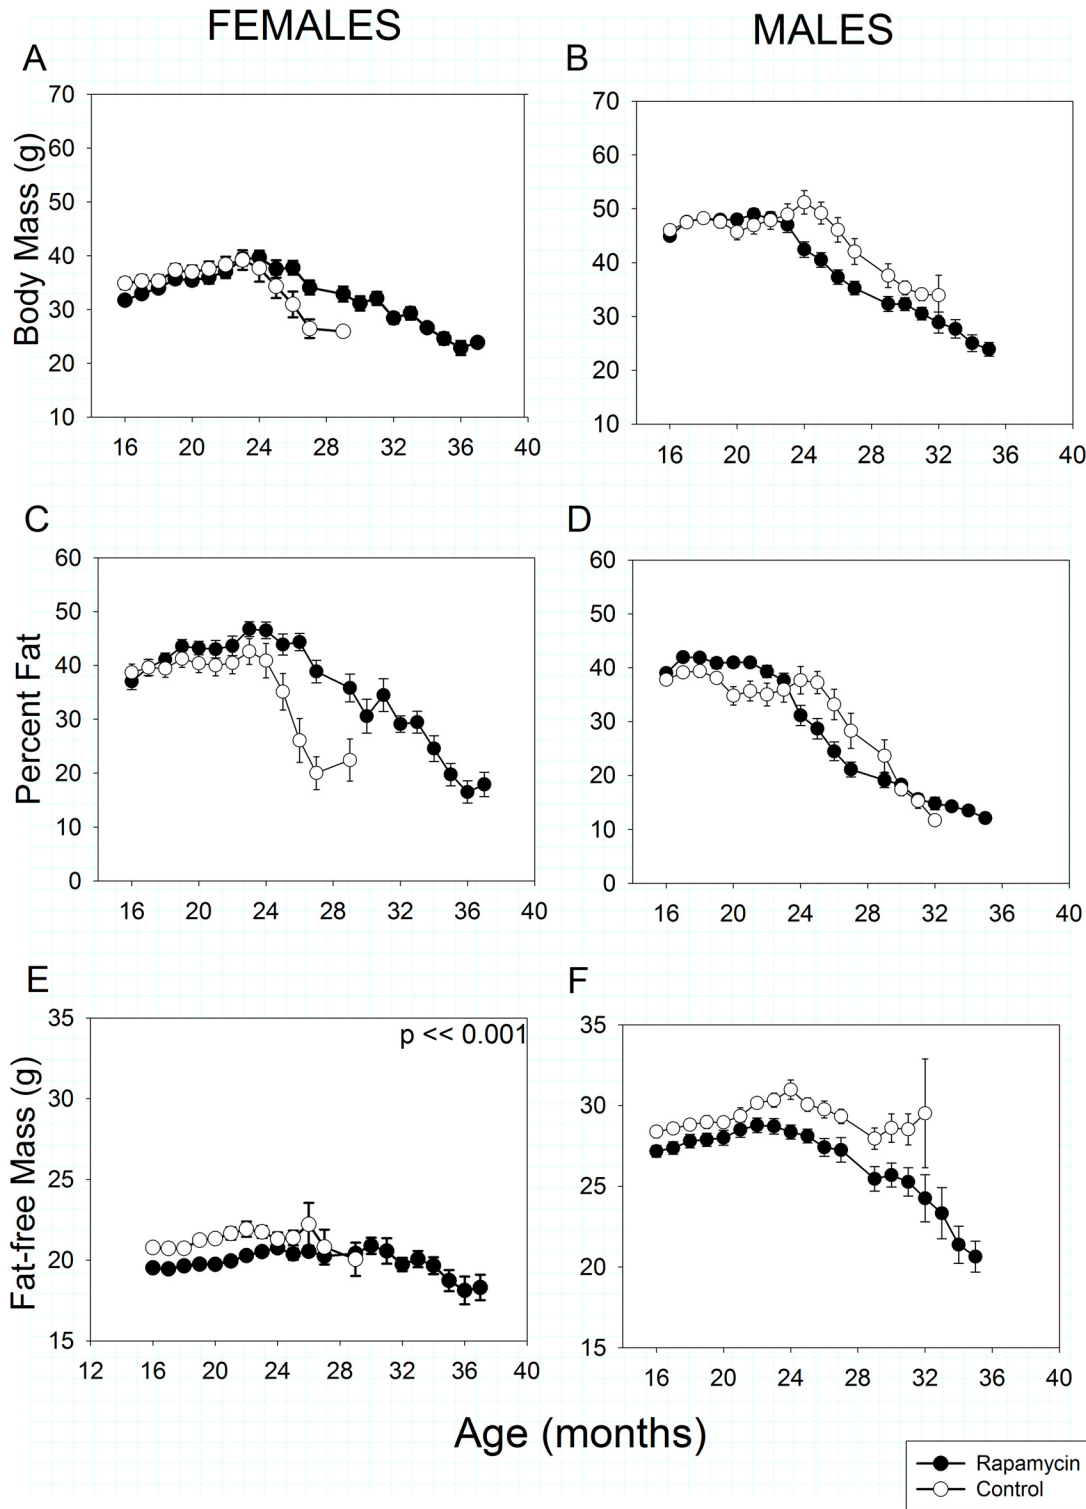 FEMALES
MALES
A
B
Body Mass (g)
70
60
50
40
30
20
10
16 20 24 28 32 36 40
70
60
50
40
30
20
10
16 20 24 28 32 36 40
C
D
Percent Fat
60
50
40
30
20
10
0
16 20 24 28 32 36 40
60
50
40
30
20
10
0
16 20 24 28 32 36 40
E
F
Fat-free Mass (g)
p << 0.001
35
30
25
20
15
12 16 20 24 28 32 36 40
35
30
25
20
15
16 20 24 28 32 36 40
Age (months)
Rapamycin
Control